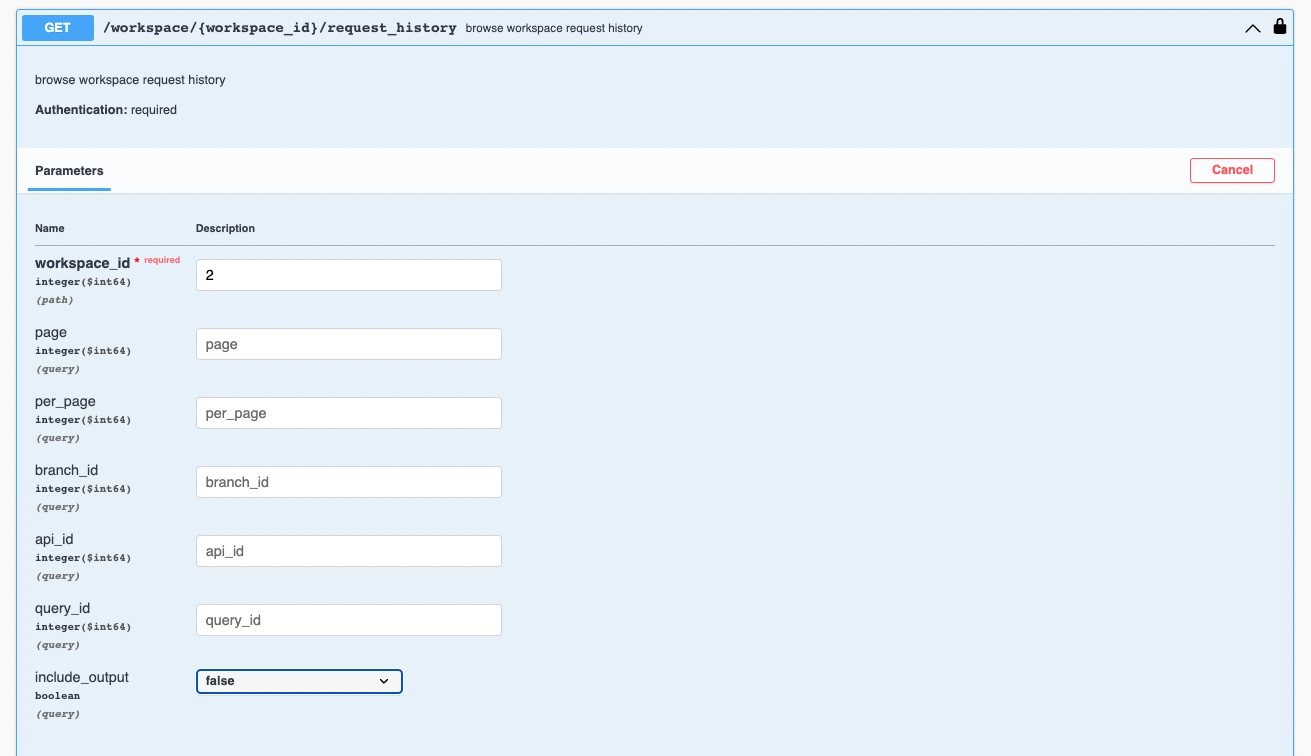 GET /workspace/{workspace_id}/request_history browse workspace request history
browse workspace request history
Authentication: required
Parameters
Cancel
Name Description
workspace_id * required
integer($int64)
(path)
2
page
integer($int64)
(query)
page
per_page
integer($int64)
(query)
per_page
branch_id
integer($int64)
(query)
branch_id
api_id
integer($int64)
(query)
api_id
query_id
integer($int64)
(query)
query_id
include_output
boolean
(query)
false